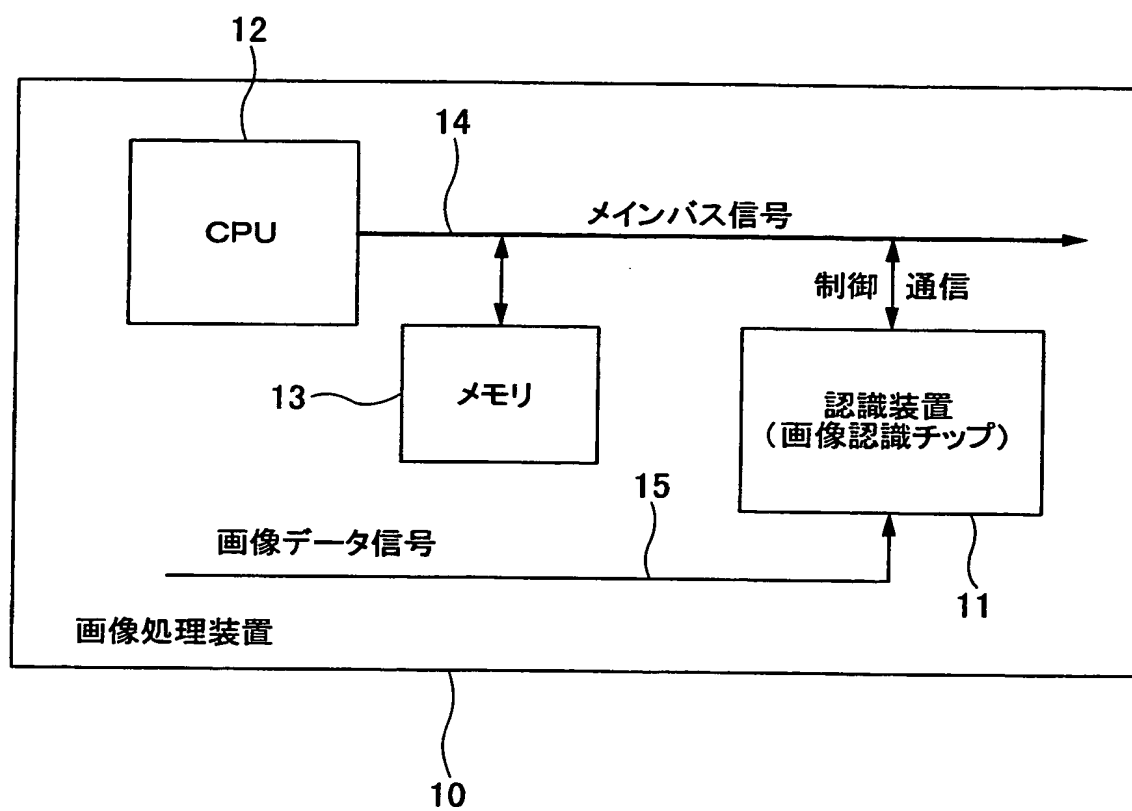 12
14
CPU
メインバス信号
制御 通信
13
メモリ
認識装置
(画像認識チップ)
15
画像データ信号
11
画像処理装置
10